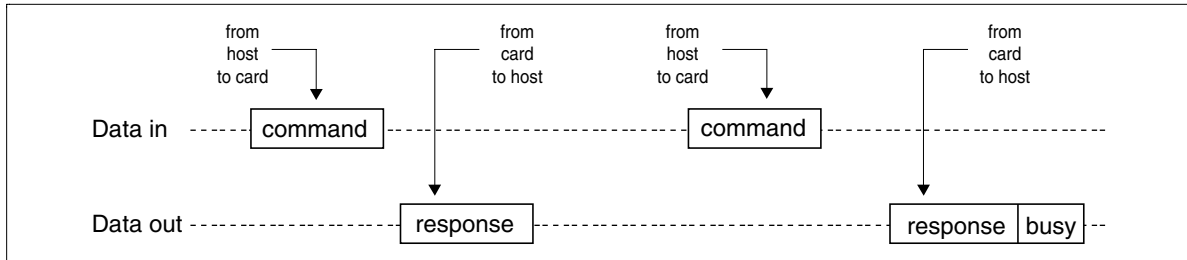 from
host
to card
from
card
to host
from
host
to card
from
card
to host
Data in
command
command
Data out
response
response
busy